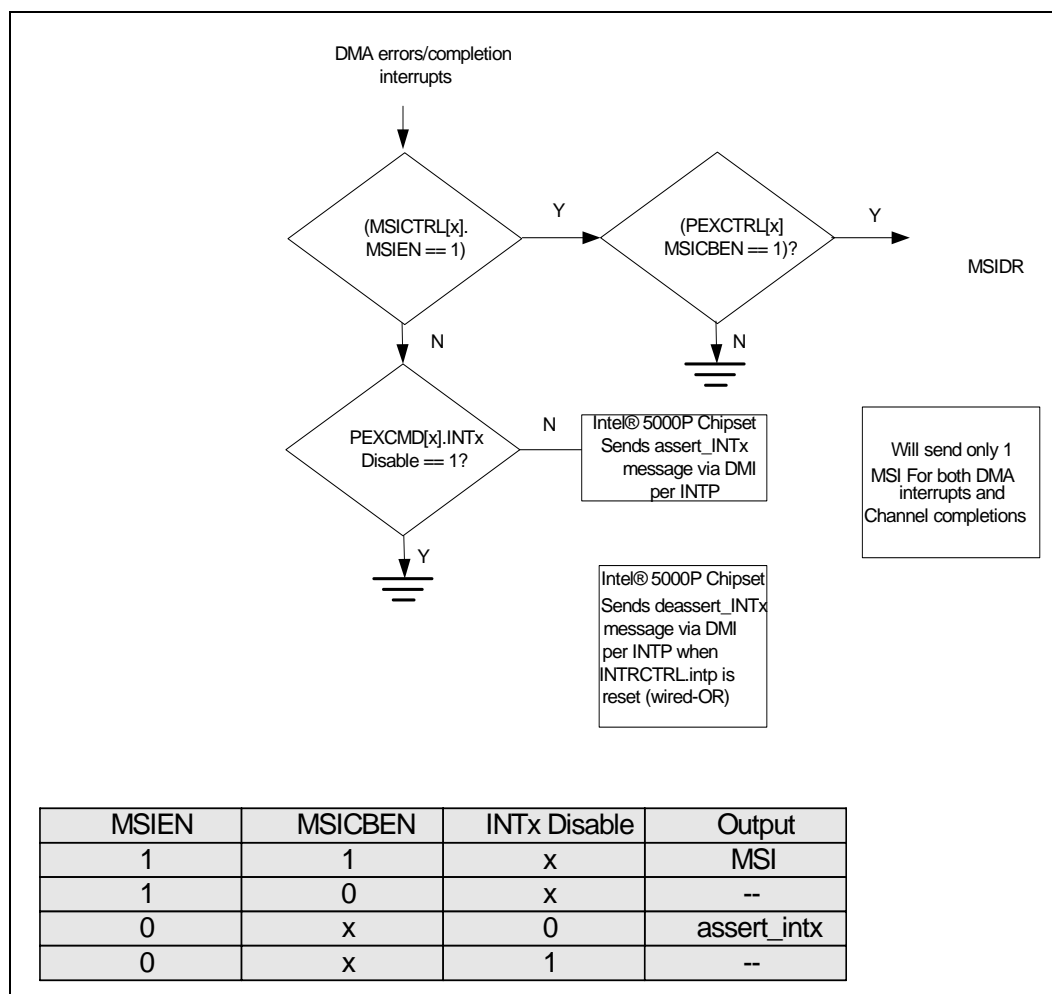 DMA errors/completion
interrupts
(MSICTRL[x].
MSIEN == 1)
Y
(PEXCTRL[x]
MSICBEN == 1)?
Y
MSIDR
N
N
PEXCMD[x].INTx
Disable == 1?
N
Intel® 5000P Chipset
Sends assert_INTx
message via DMI
per INTP
Will send only 1
MSI For both DMA
interrupts and
Channel completions
Y
Intel® 5000P Chipset
Sends deassert_INTx
message via DMI
per INTP when
INTRCTRL.intp is
reset (wired-OR)
MSIEN MSICBEN INTx Disable Output
1 1 x MSI
1 0 x --
0 x 0 assert_intx
0 x 1 --